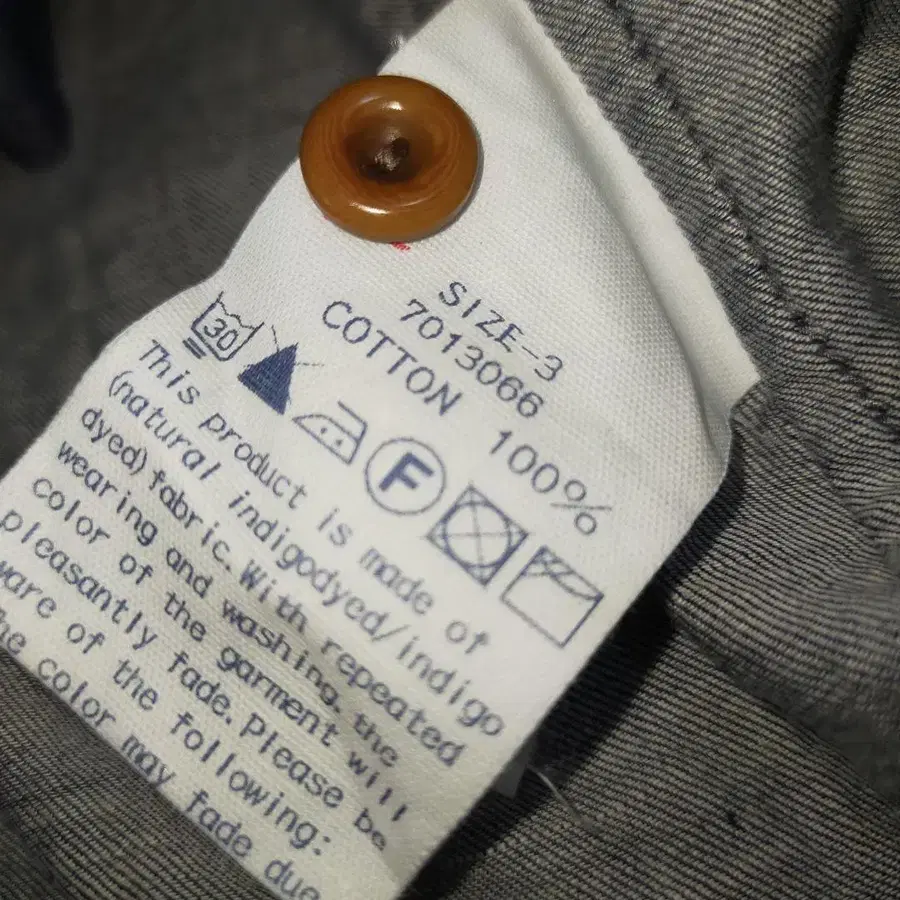 SIZE-3
7013066
COTTON 100%
30 F
This product is made of
(natural indigodyed/indigo
dyed) fabric. With repeated
wearing and washing, the
color of the garment will
pleasantly fade. Please be
of the following:
color may fade due